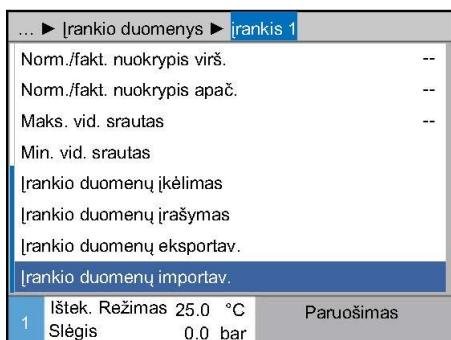 ... ► Įrankio duomenys ► įrankis 1
Norm./fakt. nuokrypis virš. --
Norm./fakt. nuokrypis apač. --
Maks. vid. srautas --
Min. vid. srautas
Įrankio duomenų įkėlimas
Įrankio duomenų įrašymas
Įrankio duomenų eksportav.
Įrankio duomenų importav.
1 Ištek. Režimas 25.0 °C Paruošimas
Slėgis 0.0 bar